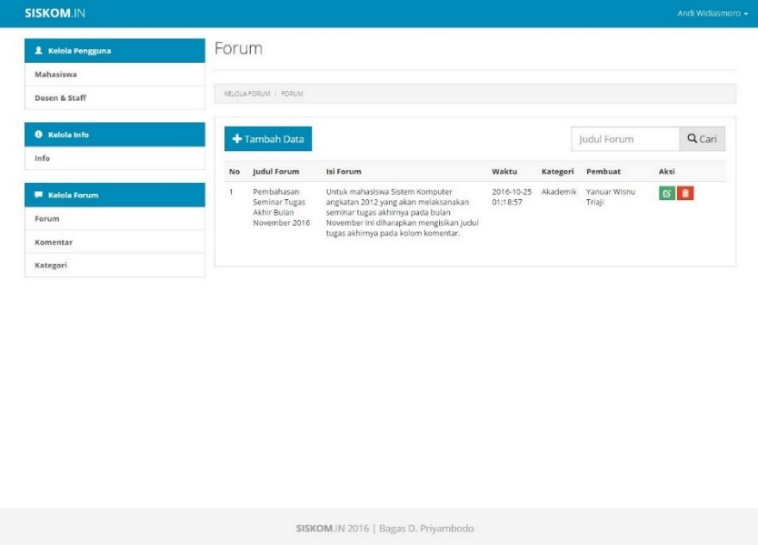 SISKOM.IN
Andi Widiasmoro
Kelola Pengguna
Mahasiswa
Dosen & Staff
Kelola Info
Info
Kelola Forum
Forum
Komentar
Kategori
Forum
KELOLA FORUM / FORUM
Tambah Data
Judul Forum
Cari
No Judul Forum Isi Forum Waktu Kategori Pembuat Aksi
1 Pembahasan Untuk mahasiswa Sistem Komputer 2016-10-25 Akademik Yanuar Wisnu
Seminar Tugas angkatan 2012 yang akan melaksanakan 01:18:57 Triaji
Akhir Bulan seminar tugas akhirnya pada bulan
November 2016 November ini diharapkan mengisikan judul
tugas akhirnya pada kolom komentar.
SISKOM.IN 2016 | Bagas D. Priyambodo